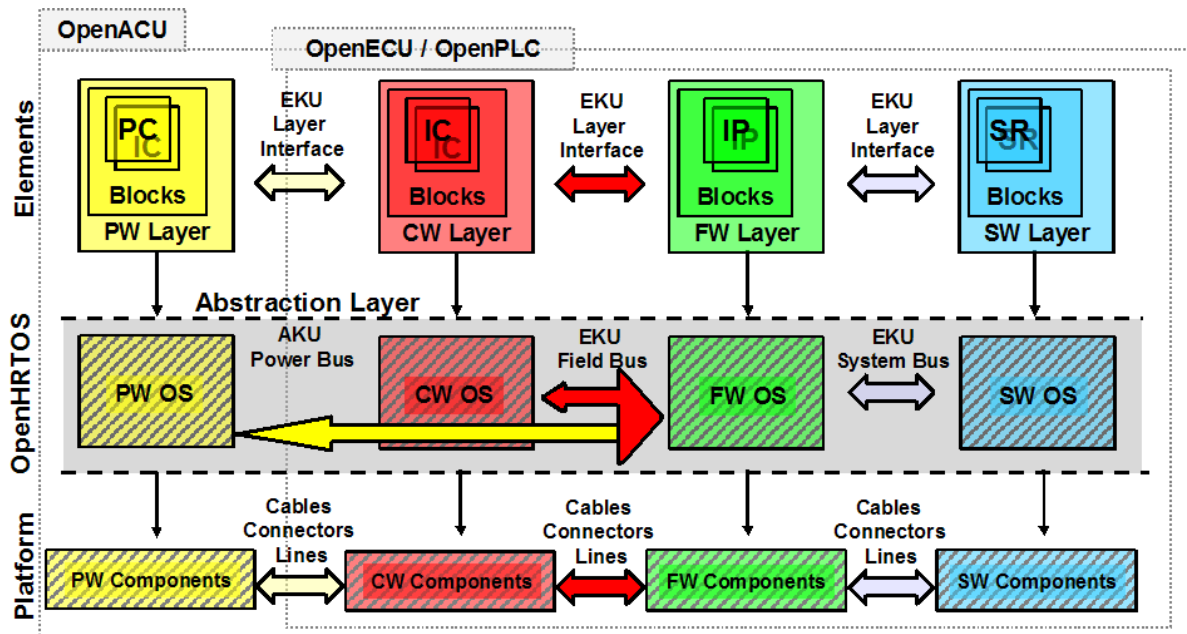 OpenACU
OpenECU / OpenPLC
Elements
PC
IC
Blocks
PW Layer
EKU
Layer
Interface
IC
IC
Blocks
CW Layer
EKU
Layer
Interface
IP
IP
Blocks
FW Layer
EKU
Layer
Interface
SR
SR
Blocks
SW Layer
Abstraction Layer
OpenHRTOS
PW OS
AKU
Power Bus
CW OS
EKU
Field Bus
FW OS
EKU
System Bus
SW OS
Platform
PW Components
Cables
Connectors
Lines
CW Components
Cables
Connectors
Lines
FW Components
Cables
Connectors
Lines
SW Components